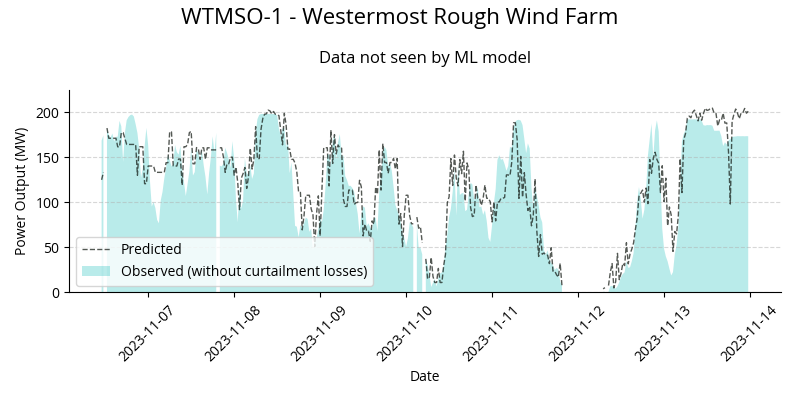 WTMSO-1 - Westermost Rough Wind Farm
Data not seen by ML model
Power Output (MW)
200
150
100
50
0
Predicted
Observed (without curtailment losses)
2023-11-07
2023-11-08
2023-11-09
2023-11-10
2023-11-11
2023-11-12
2023-11-13
2023-11-14
Date